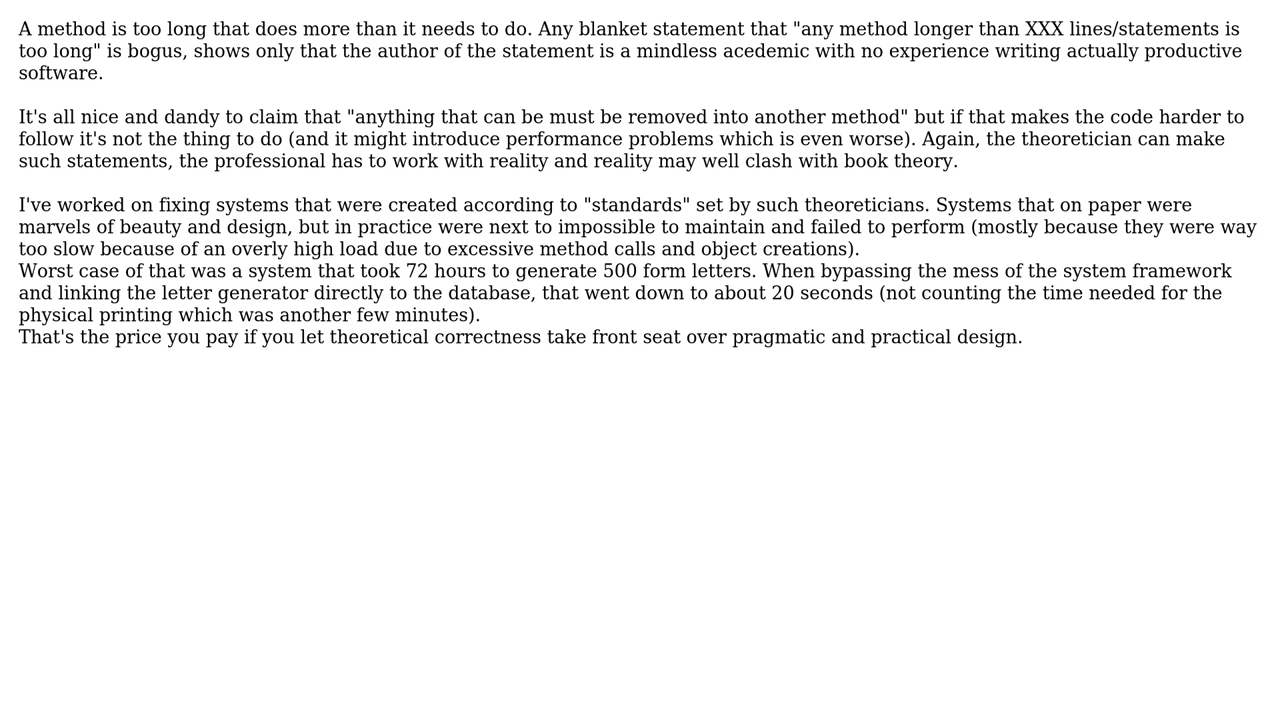 A method is too long that does more than it needs to do. Any blanket statement that "any method longer than XXX lines/statements is
too long" is bogus, shows only that the author of the statement is a mindless acedemic with no experience writing actually productive
software.

It's all nice and dandy to claim that "anything that can be must be removed into another method" but if that makes the code harder to
follow it's not the thing to do (and it might introduce performance problems which is even worse). Again, the theoretician can make
such statements, the professional has to work with reality and reality may well clash with book theory.

I've worked on fixing systems that were created according to "standards" set by such theoreticians. Systems that on paper were
marvels of beauty and design, but in practice were next to impossible to maintain and failed to perform (mostly because they were way
too slow because of an overly high load due to excessive method calls and object creations).
Worst case of that was a system that took 72 hours to generate 500 form letters. When bypassing the mess of the system framework
and linking the letter generator directly to the database, that went down to about 20 seconds (not counting the time needed for the
physical printing which was another few minutes).
That's the price you pay if you let theoretical correctness take front seat over pragmatic and practical design.